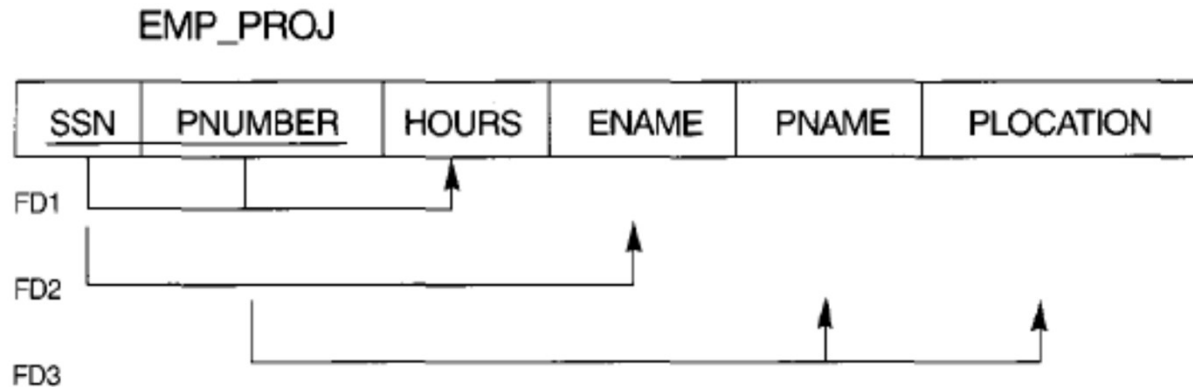 EMP_PROJ
SSN PNUMBER HOURS ENAME PNAME PLOCATION
FD1
FD2
FD3